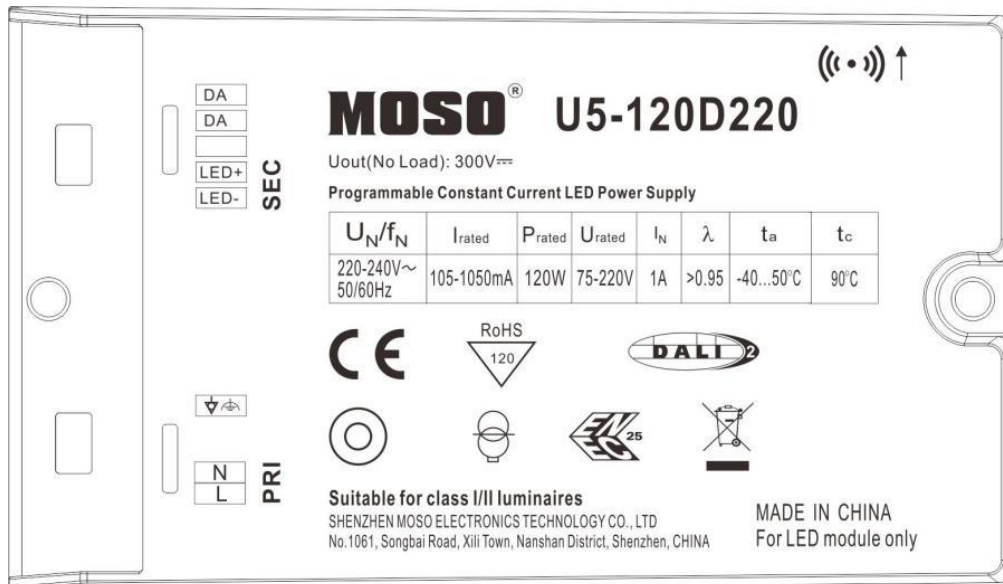 DA
DA
LED+
LED-
SEC
MOSO® U5-120D220
Uout(No Load): 300V⎓
Programmable Constant Current LED Power Supply
UN/fN Irated Prated Urated IN λ ta tc
220-240V～ 50/60Hz 105-1050mA 120W 75-220V 1A >0.95 -40...50°C 90°C
CE
RoHS
120
DALI 2
ENEC 25
N
L
PRI
Suitable for class I/II luminaires
SHENZHEN MOSO ELECTRONICS TECHNOLOGY CO., LTD
No.1061, Songbai Road, Xili Town, Nanshan District, Shenzhen, CHINA
MADE IN CHINA
For LED module only